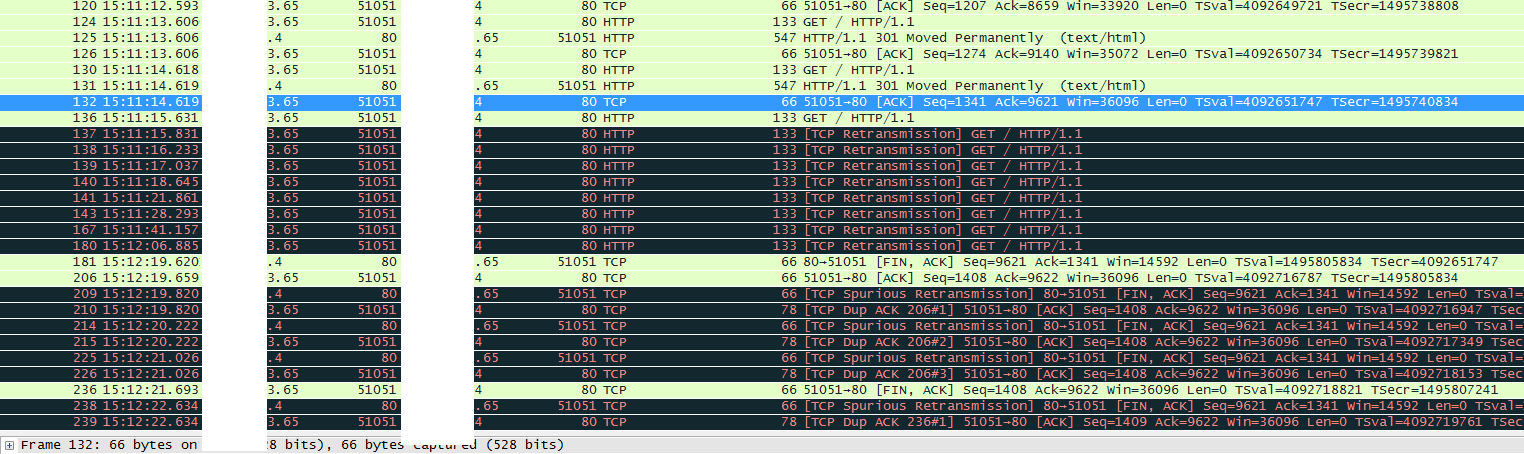 120 15:11:12.593 3.65 51051 4 80 TCP 66 51051→80 [ACK] Seq=1207 Ack=8659 Win=33920 Len=0 TSval=4092649721 TSecr=1495738808
124 15:11:13.606 3.65 51051 4 80 HTTP 133 GET / HTTP/1.1
125 15:11:13.606 .4 80 .65 51051 HTTP 547 HTTP/1.1 301 Moved Permanently (text/html)
126 15:11:13.606 3.65 51051 4 80 TCP 66 51051→80 [ACK] Seq=1274 Ack=9140 Win=35072 Len=0 TSval=4092650734 TSecr=1495739821
130 15:11:14.618 3.65 51051 4 80 HTTP 133 GET / HTTP/1.1
131 15:11:14.619 .4 80 .65 51051 HTTP 547 HTTP/1.1 301 Moved Permanently (text/html)
132 15:11:14.619 3.65 51051 4 80 TCP 66 51051→80 [ACK] Seq=1341 Ack=9621 Win=36096 Len=0 TSval=4092651747 TSecr=1495740834
136 15:11:15.631 3.65 51051 4 80 HTTP 133 GET / HTTP/1.1
137 15:11:15.831 3.65 51051 4 80 HTTP 133 [TCP Retransmission] GET / HTTP/1.1
138 15:11:16.233 3.65 51051 4 80 HTTP 133 [TCP Retransmission] GET / HTTP/1.1
139 15:11:17.037 3.65 51051 4 80 HTTP 133 [TCP Retransmission] GET / HTTP/1.1
140 15:11:18.645 3.65 51051 4 80 HTTP 133 [TCP Retransmission] GET / HTTP/1.1
141 15:11:21.861 3.65 51051 4 80 HTTP 133 [TCP Retransmission] GET / HTTP/1.1
143 15:11:28.293 3.65 51051 4 80 HTTP 133 [TCP Retransmission] GET / HTTP/1.1
167 15:11:41.157 3.65 51051 4 80 HTTP 133 [TCP Retransmission] GET / HTTP/1.1
180 15:12:06.885 3.65 51051 4 80 HTTP 133 [TCP Retransmission] GET / HTTP/1.1
181 15:12:19.620 .4 80 .65 51051 TCP 66 80→51051 [FIN, ACK] Seq=9621 Ack=1341 Win=14592 Len=0 TSval=1495805834 TSecr=4092651747
206 15:12:19.659 3.65 51051 4 80 TCP 66 51051→80 [ACK] Seq=1408 Ack=9622 Win=36096 Len=0 TSval=4092716787 TSecr=1495805834
209 15:12:19.820 .4 80 .65 51051 TCP 66 [TCP Spurious Retransmission] 80→51051 [FIN, ACK] Seq=9621 Ack=1341 Win=14592 Len=0 TSval=
210 15:12:19.820 3.65 51051 4 80 TCP 78 [TCP Dup ACK 206#1] 51051→80 [ACK] Seq=1408 Ack=9622 Win=36096 Len=0 TSval=4092716947 TSec
214 15:12:20.222 .4 80 .65 51051 TCP 66 [TCP Spurious Retransmission] 80→51051 [FIN, ACK] Seq=9621 Ack=1341 Win=14592 Len=0 TSval=
215 15:12:20.222 3.65 51051 4 80 TCP 78 [TCP Dup ACK 206#2] 51051→80 [ACK] Seq=1408 Ack=9622 Win=36096 Len=0 TSval=4092717349 TSec
225 15:12:21.026 .4 80 .65 51051 TCP 66 [TCP Spurious Retransmission] 80→51051 [FIN, ACK] Seq=9621 Ack=1341 Win=14592 Len=0 TSval=
226 15:12:21.026 3.65 51051 4 80 TCP 78 [TCP Dup ACK 206#3] 51051→80 [ACK] Seq=1408 Ack=9622 Win=36096 Len=0 TSval=4092718153 TSec
236 15:12:21.693 3.65 51051 4 80 TCP 66 51051→80 [FIN, ACK] Seq=1408 Ack=9622 Win=36096 Len=0 TSval=4092718821 TSecr=1495807241
238 15:12:22.634 .4 80 .65 51051 TCP 66 [TCP Spurious Retransmission] 80→51051 [FIN, ACK] Seq=9621 Ack=1341 Win=14592 Len=0 TSval=
239 15:12:22.634 3.65 51051 4 80 TCP 78 [TCP Dup ACK 236#1] 51051→80 [ACK] Seq=1409 Ack=9622 Win=36096 Len=0 TSval=4092719761 TSec
Frame 132: 66 bytes on 8 bits), 66 bytes captured (528 bits)